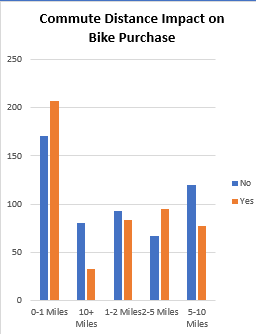 Commute Distance Impact on
Bike Purchase
250
200
150
100
50
0
0-1 Miles
10+
Miles
1-2 Miles
2-5 Miles
5-10
Miles
No
Yes